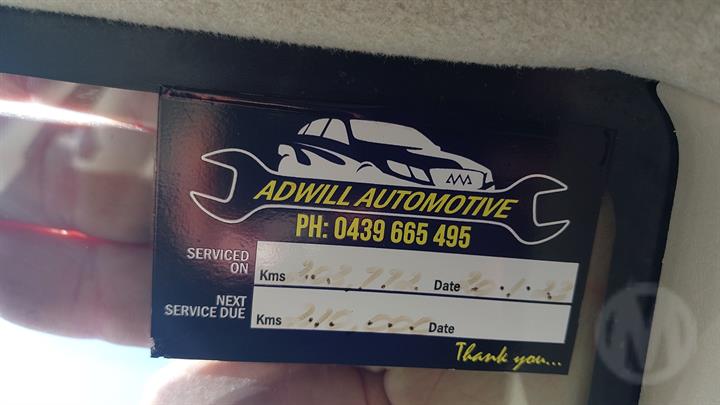 ADWILL AUTOMOTIVE
PH: 0439 665 495
SERVICED ON Kms Date
NEXT SERVICE DUE Kms Date
Thank you...
M